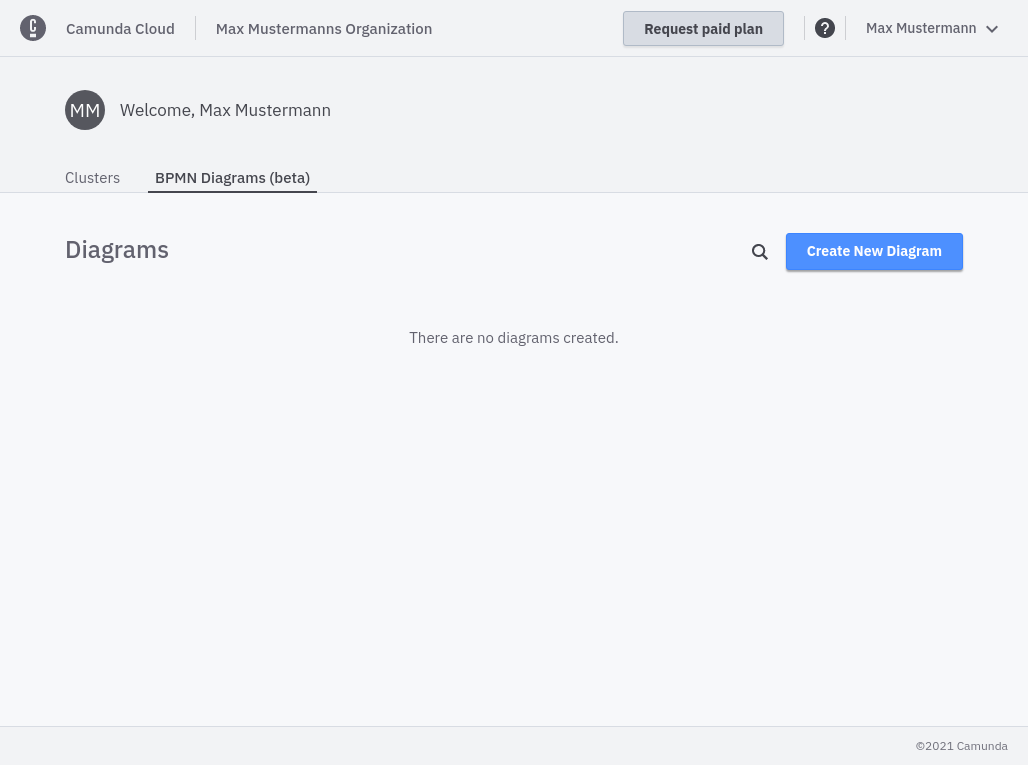 Camunda Cloud
Max Mustermanns Organization
Request paid plan
?
Max Mustermann
MM
Welcome, Max Mustermann
Clusters
BPMN Diagrams (beta)
Diagrams
Create New Diagram
There are no diagrams created.
©2021 Camunda